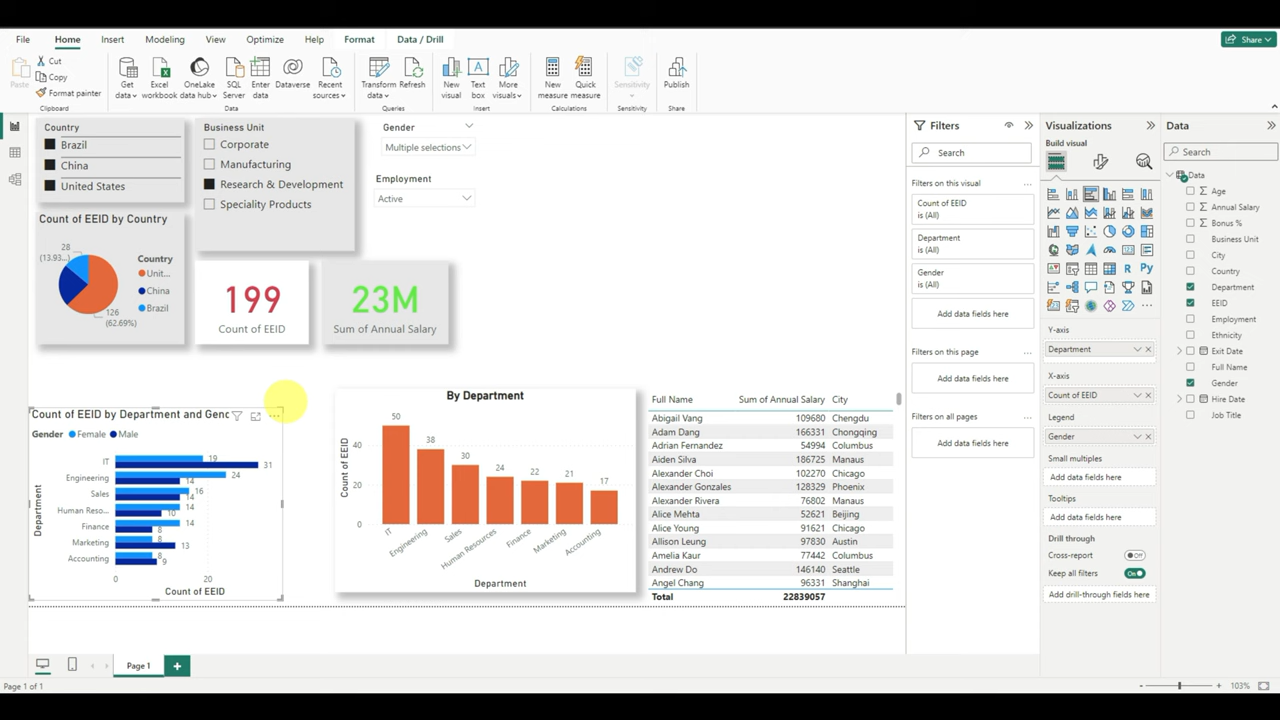 File Home Insert Modeling View Optimize Help Format Data / Drill Share
Paste Cut Copy Format painter Clipboard
Get data Excel workbook OneLake data hub SQL Server Enter data Dataverse Recent sources Data
Transform data Refresh Queries
New visual Text box More visuals Insert
New measure Quick measure Calculations
Sensitivity Sensitivity
Publish Share
Country
Brazil
China
United States
Business Unit
Corporate
Manufacturing
Research & Development
Speciality Products
Gender
Multiple selections
Employment
Active
Count of EEID by Country
28
(13.93...
126
(62.69%)
Country
Unit...
China
Brazil
199
Count of EEID
23M
Sum of Annual Salary
Count of EEID by Department and Genc
Gender Female Male
Department
IT 19 31
Engineering 24 14
Sales 16 14
Human Reso... 14 10
Finance 14 8
Marketing 8 13
Accounting 8 9
0 20
Count of EEID
By Department
Count of EEID
50 38 30 24 22 21 17
40
20
0
IT Engineering Sales Human Resources Finance Marketing Accounting
Department
Full Name Sum of Annual Salary City
Abigail Vang 109680 Chengdu
Adam Dang 166331 Chongqing
Adrian Fernandez 54994 Columbus
Aiden Silva 186725 Manaus
Alexander Choi 102270 Chicago
Alexander Gonzales 128329 Phoenix
Alexander Rivera 76802 Manaus
Alice Mehta 52621 Beijing
Alice Young 91621 Chicago
Allison Leung 97830 Austin
Amelia Kaur 77442 Columbus
Andrew Do 146140 Seattle
Angel Chang 96331 Shanghai
Total 22839057
Filters
Search
Filters on this visual ...
Count of EEID
is (All)
Department
is (All)
Gender
is (All)
Add data fields here
Filters on this page ...
Add data fields here
Filters on all pages ...
Add data fields here
Visualizations
Build visual
R Py
Y-axis
Department
X-axis
Count of EEID
Legend
Gender
Small multiples
Add data fields here
Tooltips
Add data fields here
Drill through
Cross-report Off
Keep all filters On
Add drill-through fields here
Data
Search
Data
Age
Annual Salary
Bonus %
Business Unit
City
Country
Department
EEID
Employment
Ethnicity
Exit Date
Full Name
Gender
Hire Date
Job Title
Page 1
Page 1 of 1
103%